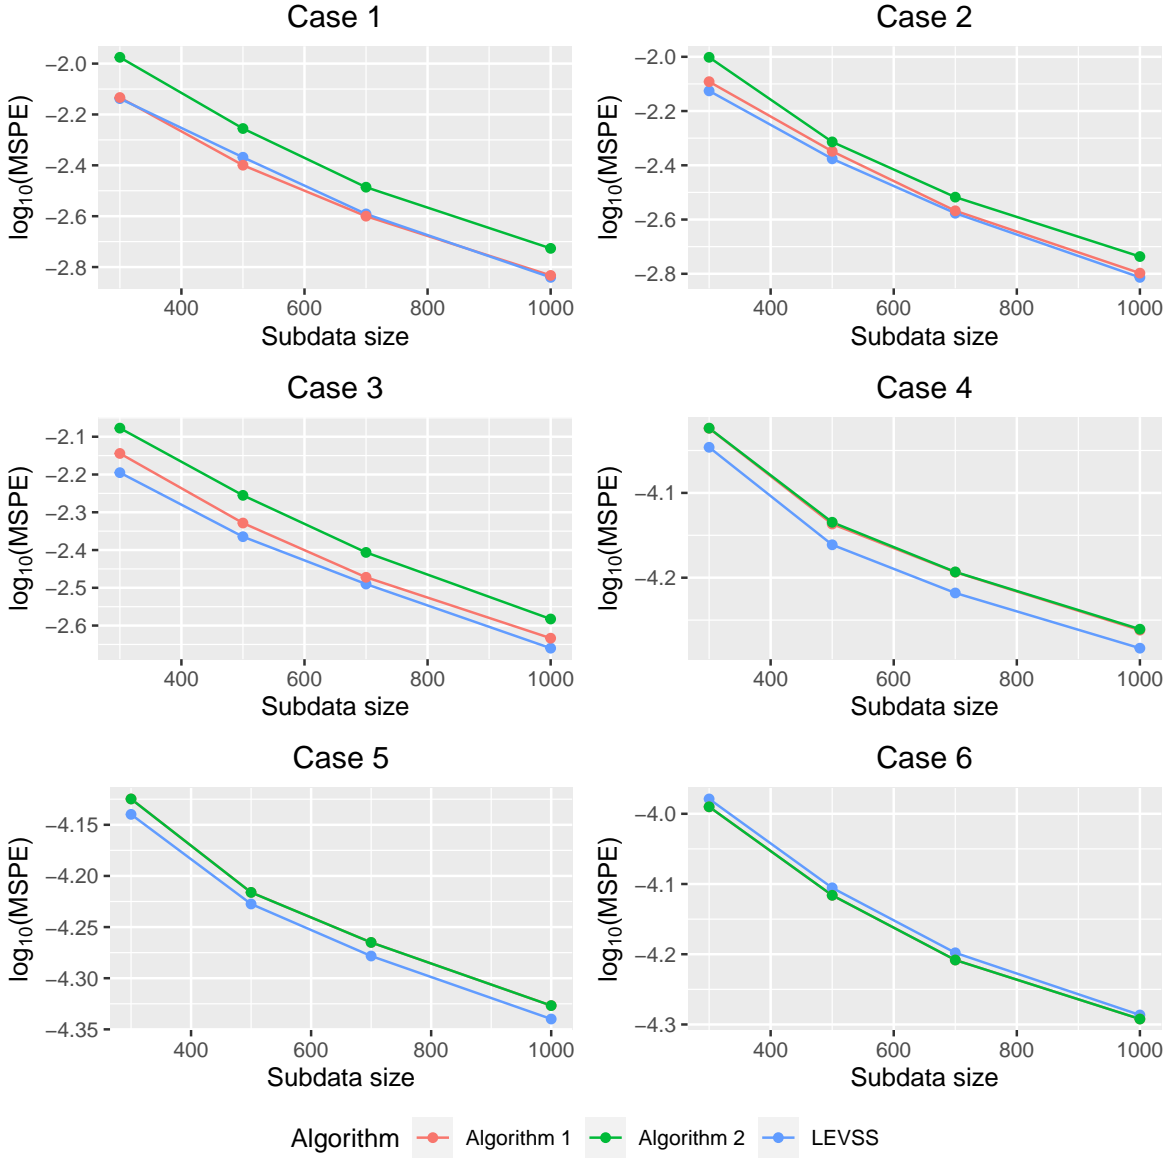 Case 1
log10(MSPE)
−2.0
−2.2
−2.4
−2.6
−2.8
400
600
800
1000
Subdata size
Case 2
log10(MSPE)
−2.0
−2.2
−2.4
−2.6
−2.8
400
600
800
1000
Subdata size
Case 3
log10(MSPE)
−2.1
−2.2
−2.3
−2.4
−2.5
−2.6
400
600
800
1000
Subdata size
Case 4
log10(MSPE)
−4.1
−4.2
400
600
800
1000
Subdata size
Case 5
log10(MSPE)
−4.15
−4.20
−4.25
−4.30
−4.35
400
600
800
1000
Subdata size
Case 6
log10(MSPE)
−4.0
−4.1
−4.2
−4.3
400
600
800
1000
Subdata size
Algorithm Algorithm 1 Algorithm 2 LEVSS